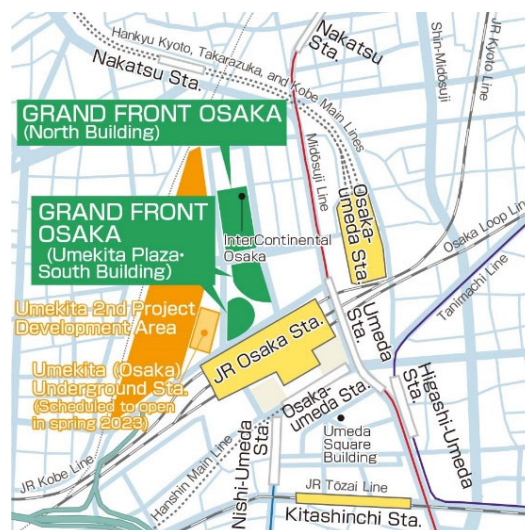 Nakatsu
Sta.
JR Kyoto Line
Shin-Midōsuji
Hankyu Kyoto, Takarazuka, and Kobe Main Lines
Nakatsu Sta.
GRAND FRONT OSAKA
(North Building)
Midōsuji Line
Osaka-
umeda Sta.
GRAND FRONT
OSAKA
(Umekita Plaza・
South Building)
InterContinental
Osaka
Osaka Loop Line
Tanimachi Line
Umekita 2nd Project
Development Area
Umeda
Sta.
JR Osaka Sta.
Umekita (Osaka)
Underground Sta.
(Scheduled to open
in spring 2023)
Osaka-
umeda Sta.
Higashi-Umeda
Sta.
Umeda
Square
Building
Nishi-Umeda
Sta.
Hanshin Main Line
JR Kobe Line
JR Tōzai Line
Kitashinchi Sta.